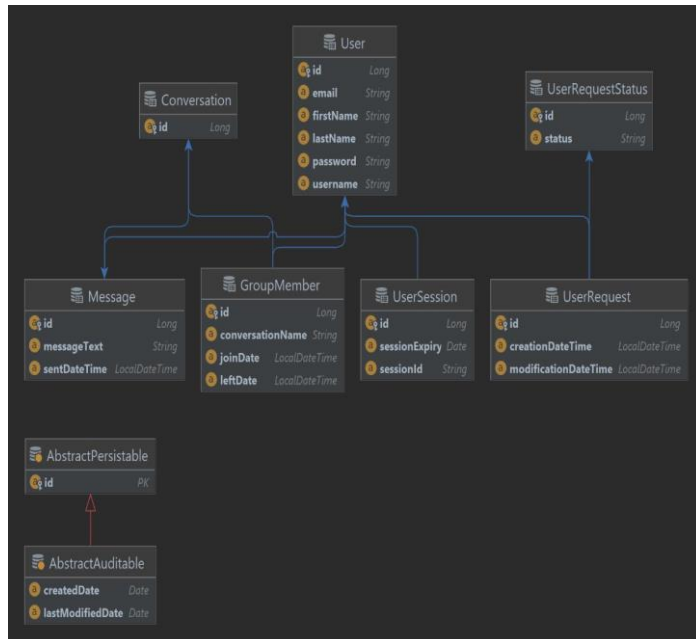 User
id Long
email String
firstName String
lastName String
password String
username String
Conversation
id Long
UserRequestStatus
id Long
status String
Message
id Long
messageText String
sentDateTime LocalDateTime
GroupMember
id Long
conversationName String
joinDate LocalDateTime
leftDate LocalDateTime
UserSession
id Long
sessionExpiry Date
sessionId String
UserRequest
id Long
creationDateTime LocalDateTime
modificationDateTime LocalDateTime
AbstractPersistable
id PK
AbstractAuditable
createdDate Date
lastModifiedDate Date